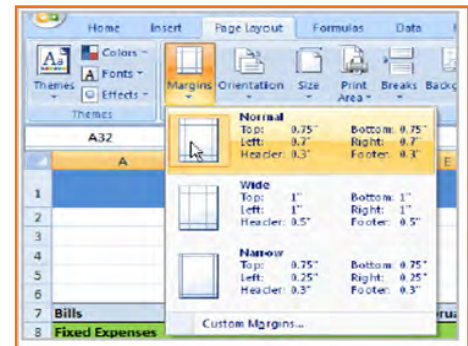 Home Insert Page Layout Formulas Data
Colors
Fonts
Effects
Themes Margins Orientation Size Print Area Breaks
Themes
A32
A E
Normal
Top: 0.75" Bottom: 0.75"
Left: 0.7" Right: 0.7"
Header: 0.3" Footer: 0.3"
1
Wide
Top: 1" Bottom: 1"
Left: 1" Right: 1"
Header: 0.5" Footer: 0.5"
2
3
4
Narrow
Top: 0.75" Bottom: 0.75"
Left: 0.25" Right: 0.25"
Header: 0.3" Footer: 0.3"
5
6
7 Bills
Custom Margins...
8 Fixed Expenses